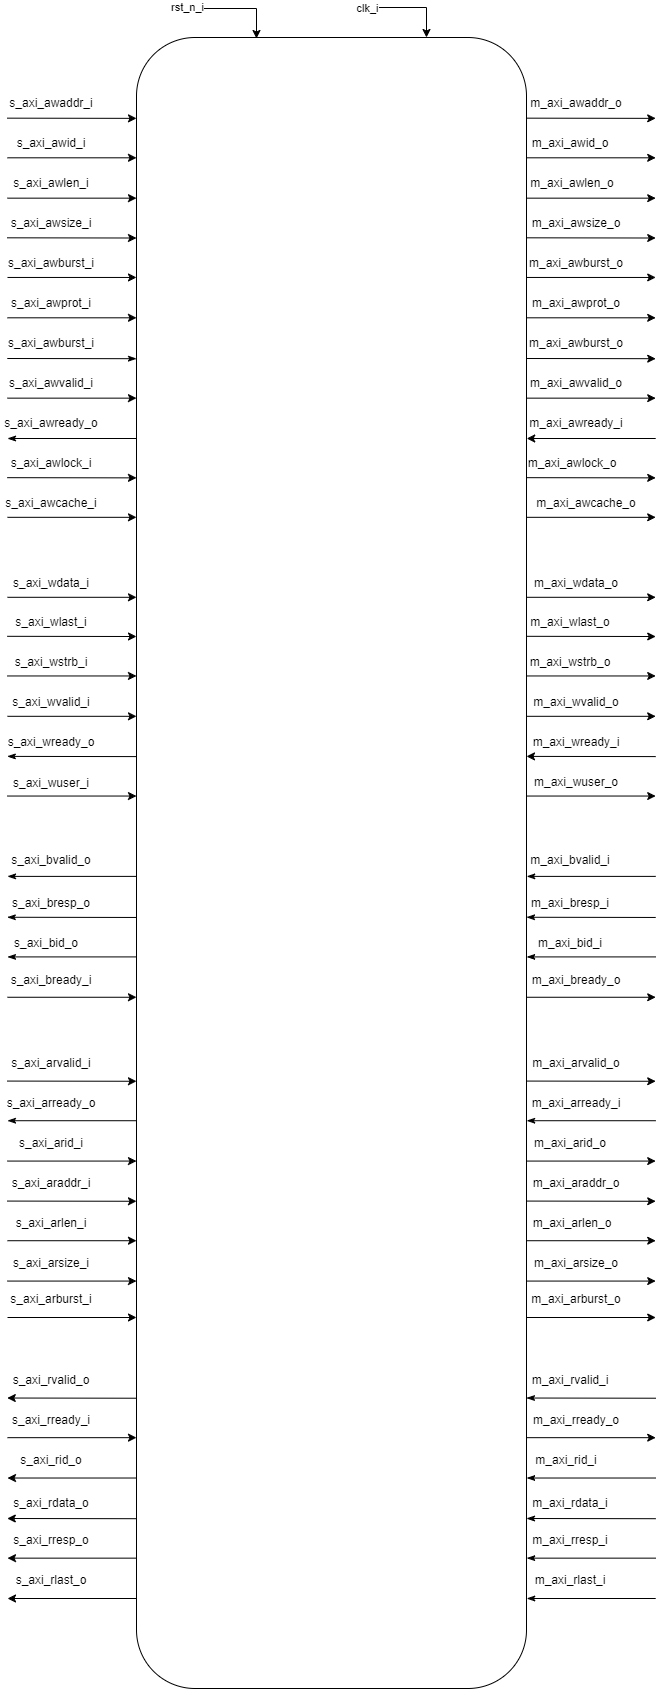 rst_n_i clk_i
s_axi_awaddr_i m_axi_awaddr_o
s_axi_awid_i m_axi_awid_o
s_axi_awlen_i m_axi_awlen_o
s_axi_awsize_i m_axi_awsize_o
s_axi_awburst_i m_axi_awburst_o
s_axi_awprot_i m_axi_awprot_o
s_axi_awburst_i m_axi_awburst_o
s_axi_awvalid_i m_axi_awvalid_o
s_axi_awready_o m_axi_awready_i
s_axi_awlock_i m_axi_awlock_o
s_axi_awcache_i m_axi_awcache_o
s_axi_wdata_i m_axi_wdata_o
s_axi_wlast_i m_axi_wlast_o
s_axi_wstrb_i m_axi_wstrb_o
s_axi_wvalid_i m_axi_wvalid_o
s_axi_wready_o m_axi_wready_i
s_axi_wuser_i m_axi_wuser_o
s_axi_bvalid_o m_axi_bvalid_i
s_axi_bresp_o m_axi_bresp_i
s_axi_bid_o m_axi_bid_i
s_axi_bready_i m_axi_bready_o
s_axi_arvalid_i m_axi_arvalid_o
s_axi_arready_o m_axi_arready_i
s_axi_arid_i m_axi_arid_o
s_axi_araddr_i m_axi_araddr_o
s_axi_arlen_i m_axi_arlen_o
s_axi_arsize_i m_axi_arsize_o
s_axi_arburst_i m_axi_arburst_o
s_axi_rvalid_o m_axi_rvalid_i
s_axi_rready_i m_axi_rready_o
s_axi_rid_o m_axi_rid_i
s_axi_rdata_o m_axi_rdata_i
s_axi_rresp_o m_axi_rresp_i
s_axi_rlast_o m_axi_rlast_i